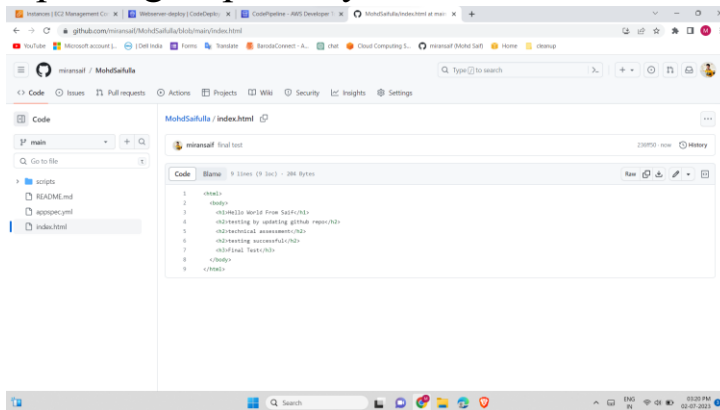 Instances | EC2 Management Co
Webserver-deploy | CodeDeploy
CodePipeline - AWS Developer T
MohdSaifulla/index.html at main
github.com/miransaif/MohdSaifulla/blob/main/index.html
YouTube
Microsoft account |...
| Dell India
Forms
Translate
BarodaConnect - A...
chat
Cloud Computing S...
miransaif (Mohd Saif)
Home
cleanup
miransaif / MohdSaifulla
Type / to search
Code
Issues
Pull requests
Actions
Projects
Wiki
Security
Insights
Settings
Code
main
Go to file
t
scripts
README.md
appspec.yml
index.html
MohdSaifulla / index.html
miransaif final test
now
History
Code Blame 9 lines (9 loc) · 204 Bytes
Raw
1 <html>
2 <body>
3 <h1>Hello World From Saif</h1>
4 <h2>testing by updating github repo</h2>
5 <h2>technical assessment</h2>
6 <h2>testing successful</h2>
7 <h3>Final Test</h3>
8 </body>
9 </html>
Search
ENG
IN
03:20 PM
02-07-2023